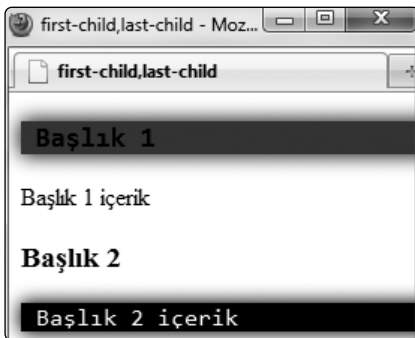 first-child,last-child - Moz...
first-child,last-child
Başlık 1
Başlık 1 içerik
Başlık 2
Başlık 2 içerik